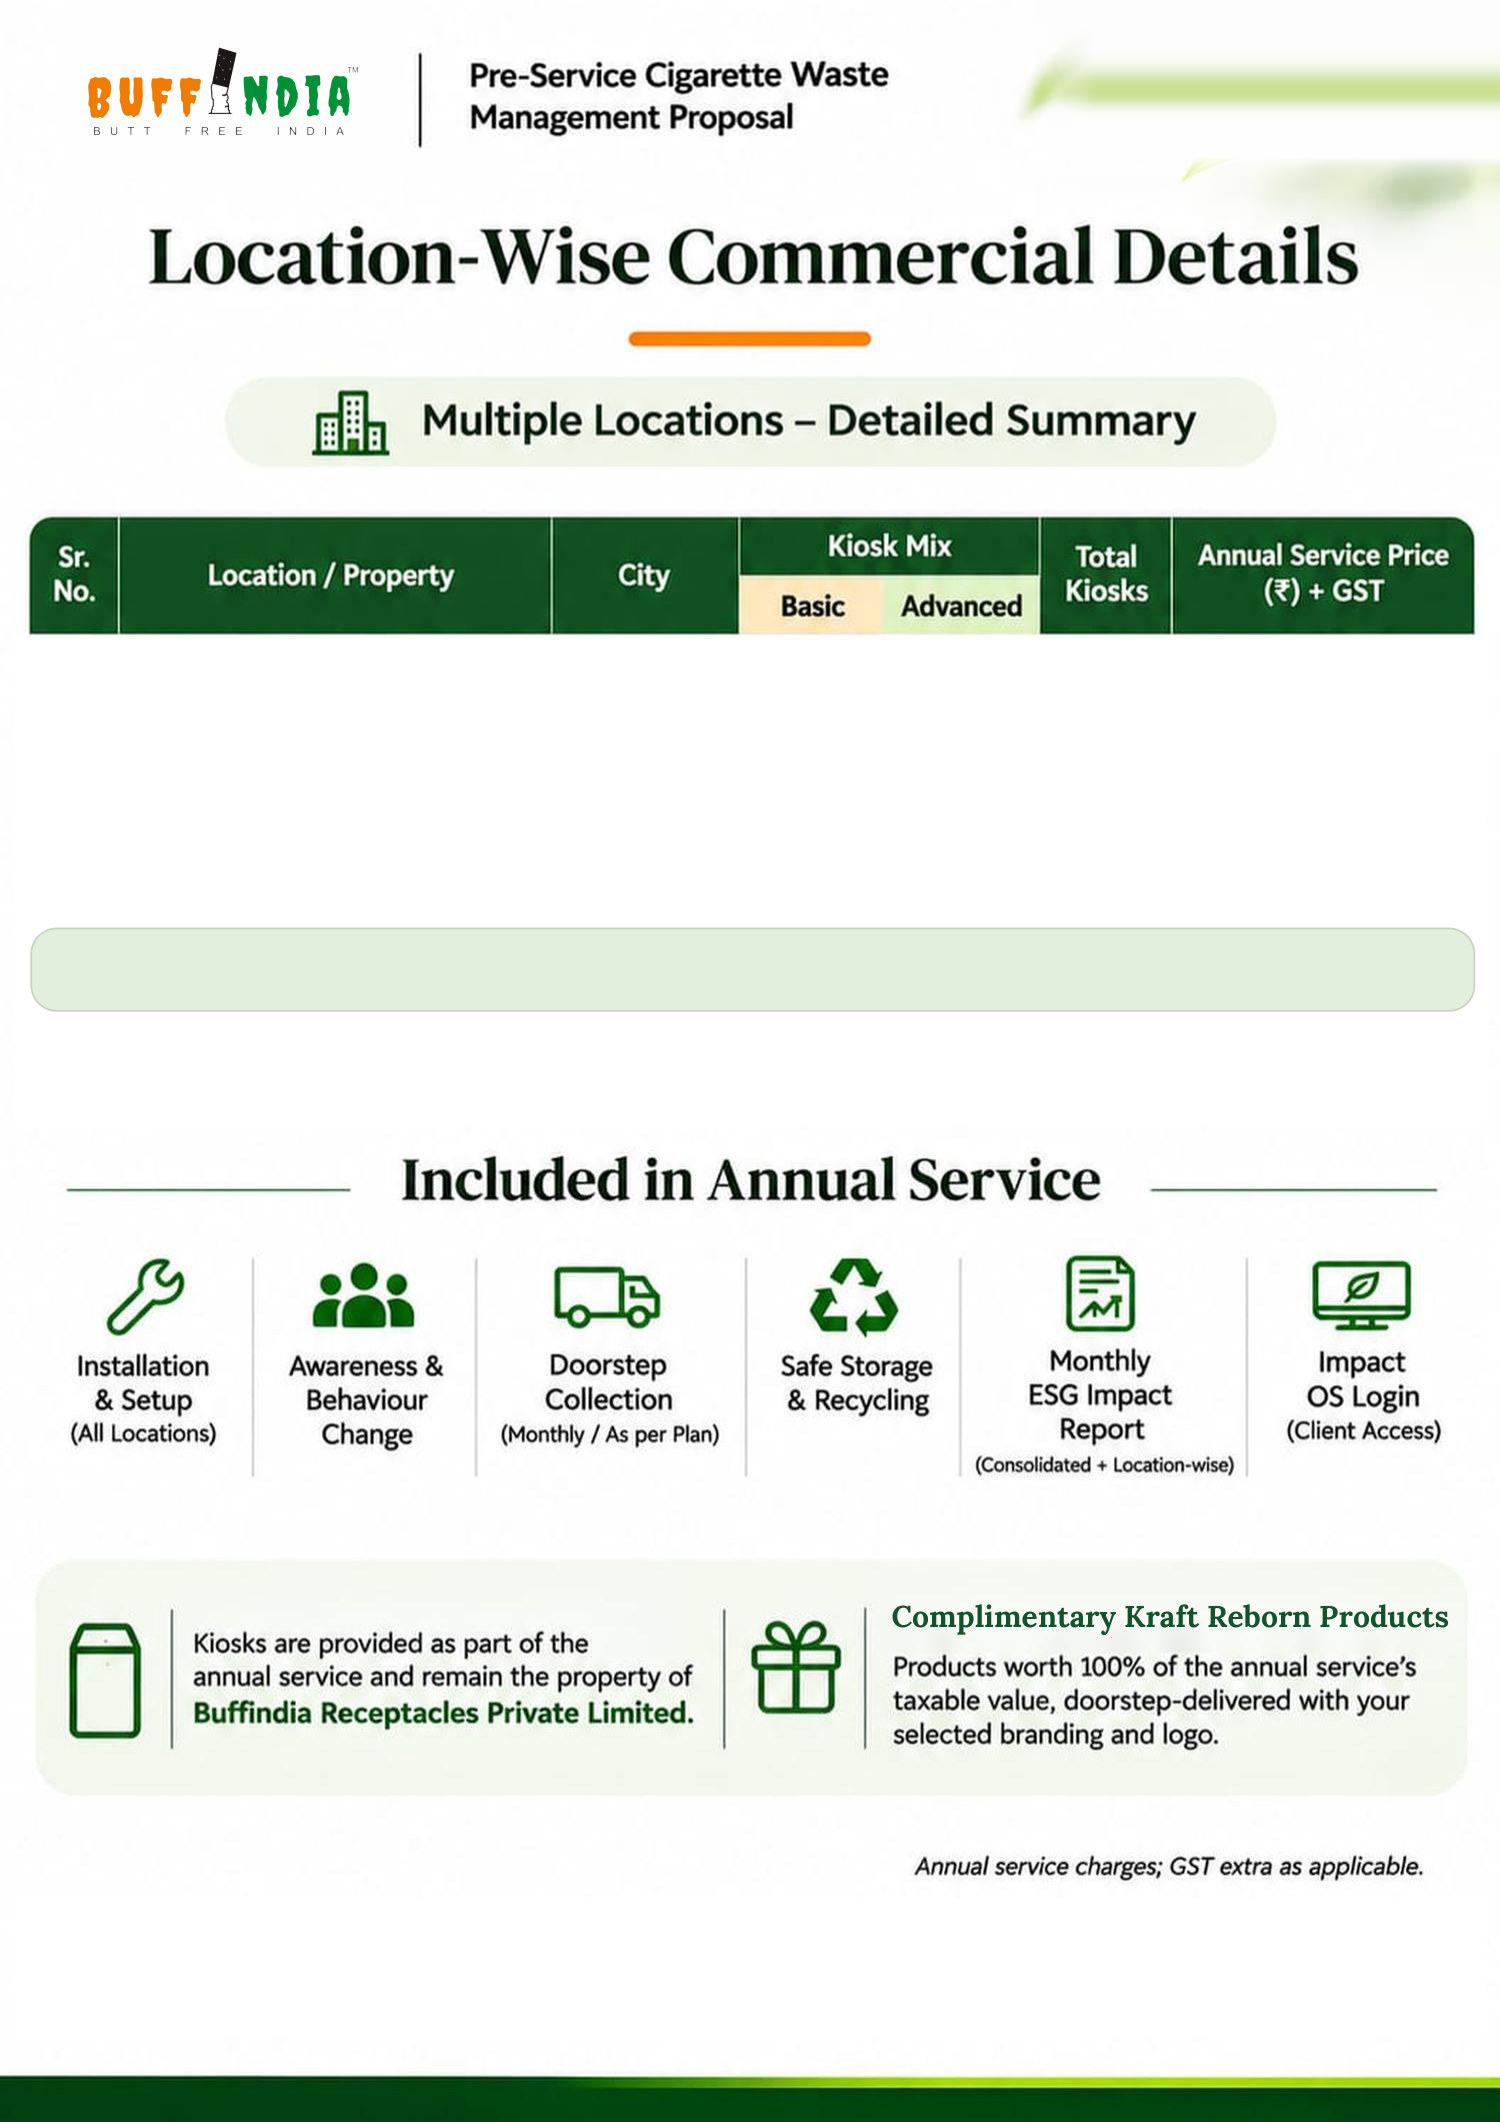 BUFFINDIA™
BUTT FREE INDIA
Pre-Service Cigarette Waste
Management Proposal
Location-Wise Commercial Details
Multiple Locations – Detailed Summary
Sr.
No.
Location / Property
City
Kiosk Mix
Basic
Advanced
Total
Kiosks
Annual Service Price
(₹) + GST
Included in Annual Service
Installation
& Setup
(All Locations)
Awareness &
Behaviour
Change
Doorstep
Collection
(Monthly / As per Plan)
Safe Storage
& Recycling
Monthly
ESG Impact
Report
(Consolidated + Location-wise)
Impact
OS Login
(Client Access)
Kiosks are provided as part of the
annual service and remain the property of
Buffindia Receptacles Private Limited.
Complimentary Kraft Reborn Products
Products worth 100% of the annual service’s
taxable value, doorstep-delivered with your
selected branding and logo.
Annual service charges; GST extra as applicable.